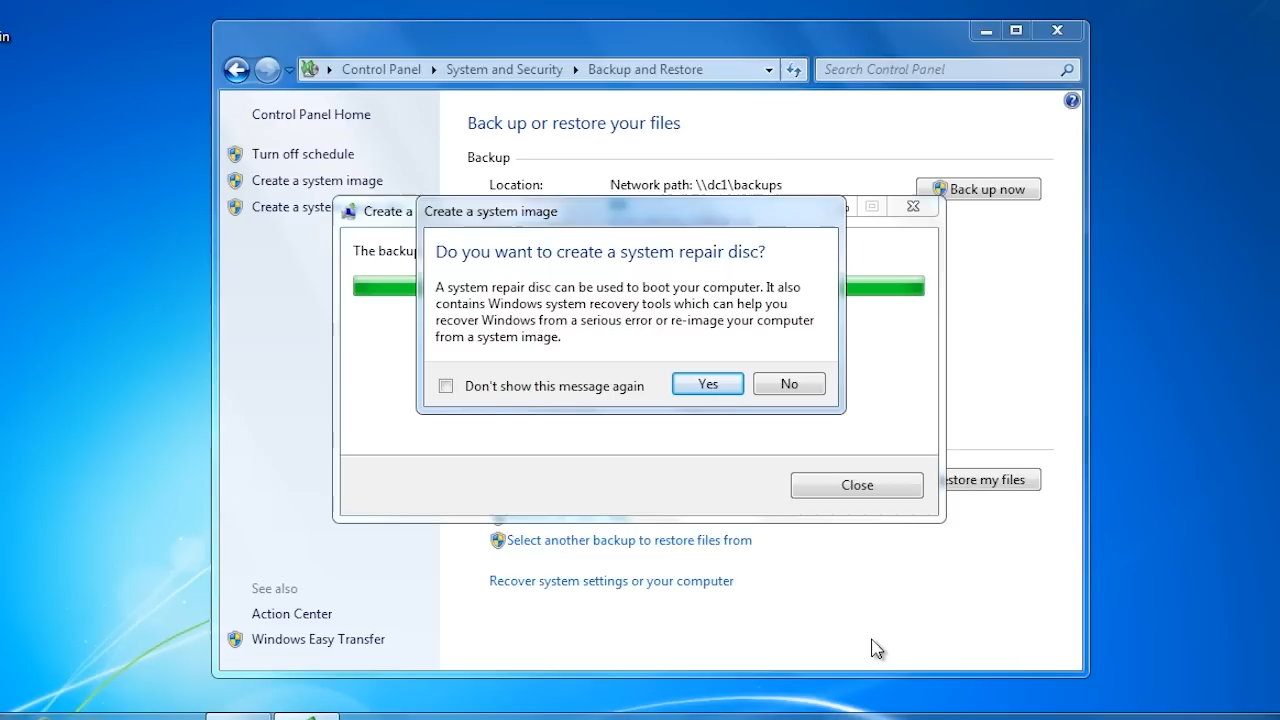 in
Control Panel
System and Security
Backup and Restore
Search Control Panel
Control Panel Home
Turn off schedule
Create a system image
Create a syste
See also
Action Center
Windows Easy Transfer
Back up or restore your files
Backup
Location:
Network path: \\dc1\backups
Back up now
Create a
The backu
Create a system image
Do you want to create a system repair disc?
A system repair disc can be used to boot your computer. It also
contains Windows system recovery tools which can help you
recover Windows from a serious error or re-image your computer
from a system image.
Don't show this message again
Yes
No
Close
store my files
Select another backup to restore files from
Recover system settings or your computer